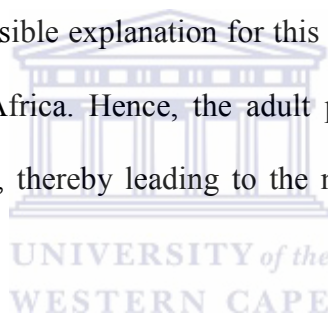 sible explanation for this
Africa. Hence, the adult p
, thereby leading to the r
UNIVERSITY of the
WESTERN CAPE